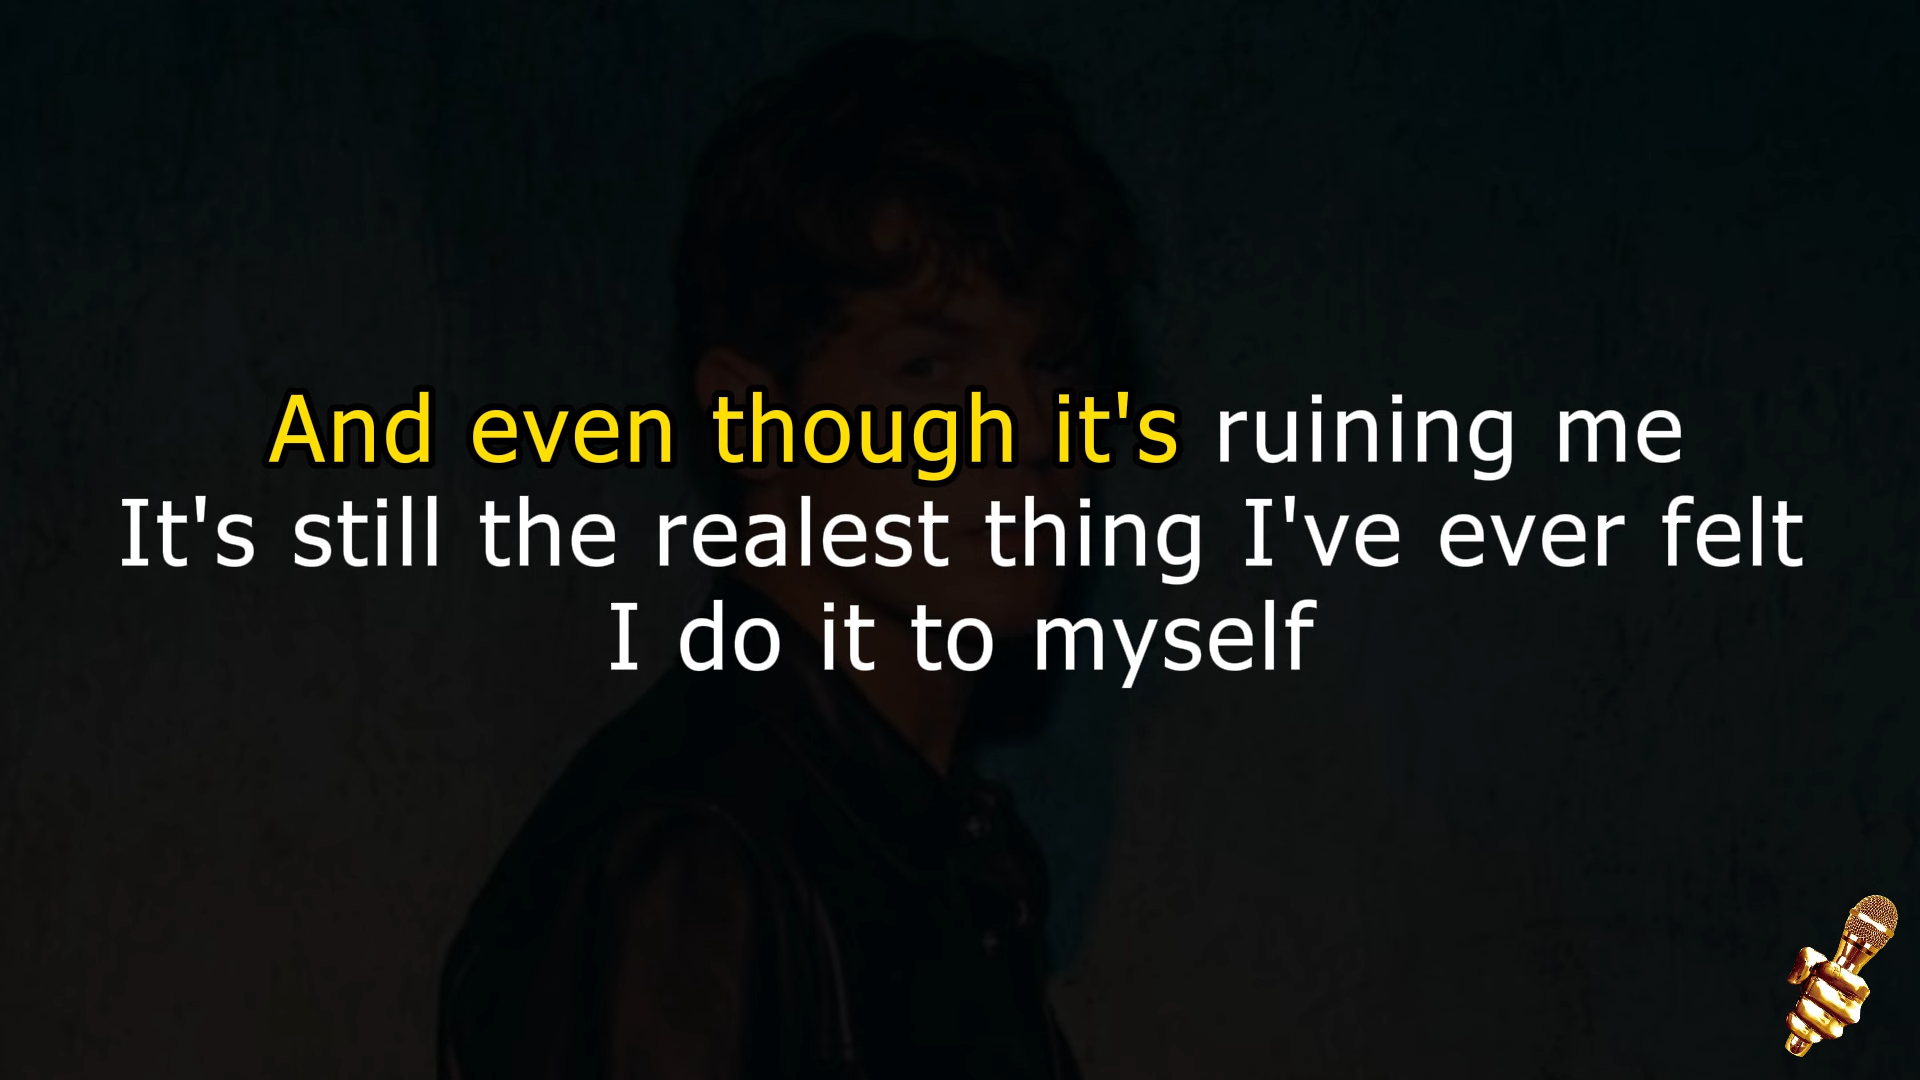 And even though it's ruining me
It's still the realest thing I've ever felt
I do it to myself